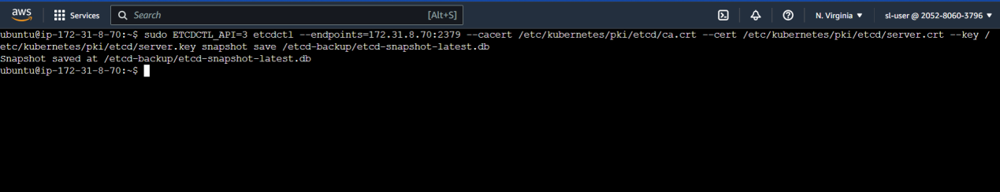 aws Services Search [Alt+S] N. Virginia sl-user @ 2052-8060-3796
ubuntu@ip-172-31-8-70:~$ sudo ETCDCTL_API=3 etcdctl --endpoints=172.31.8.70:2379 --cacert /etc/kubernetes/pki/etcd/ca.crt --cert /etc/kubernetes/pki/etcd/server.crt --key /
etc/kubernetes/pki/etcd/server.key snapshot save /etcd-backup/etcd-snapshot-latest.db
Snapshot saved at /etcd-backup/etcd-snapshot-latest.db
ubuntu@ip-172-31-8-70:~$